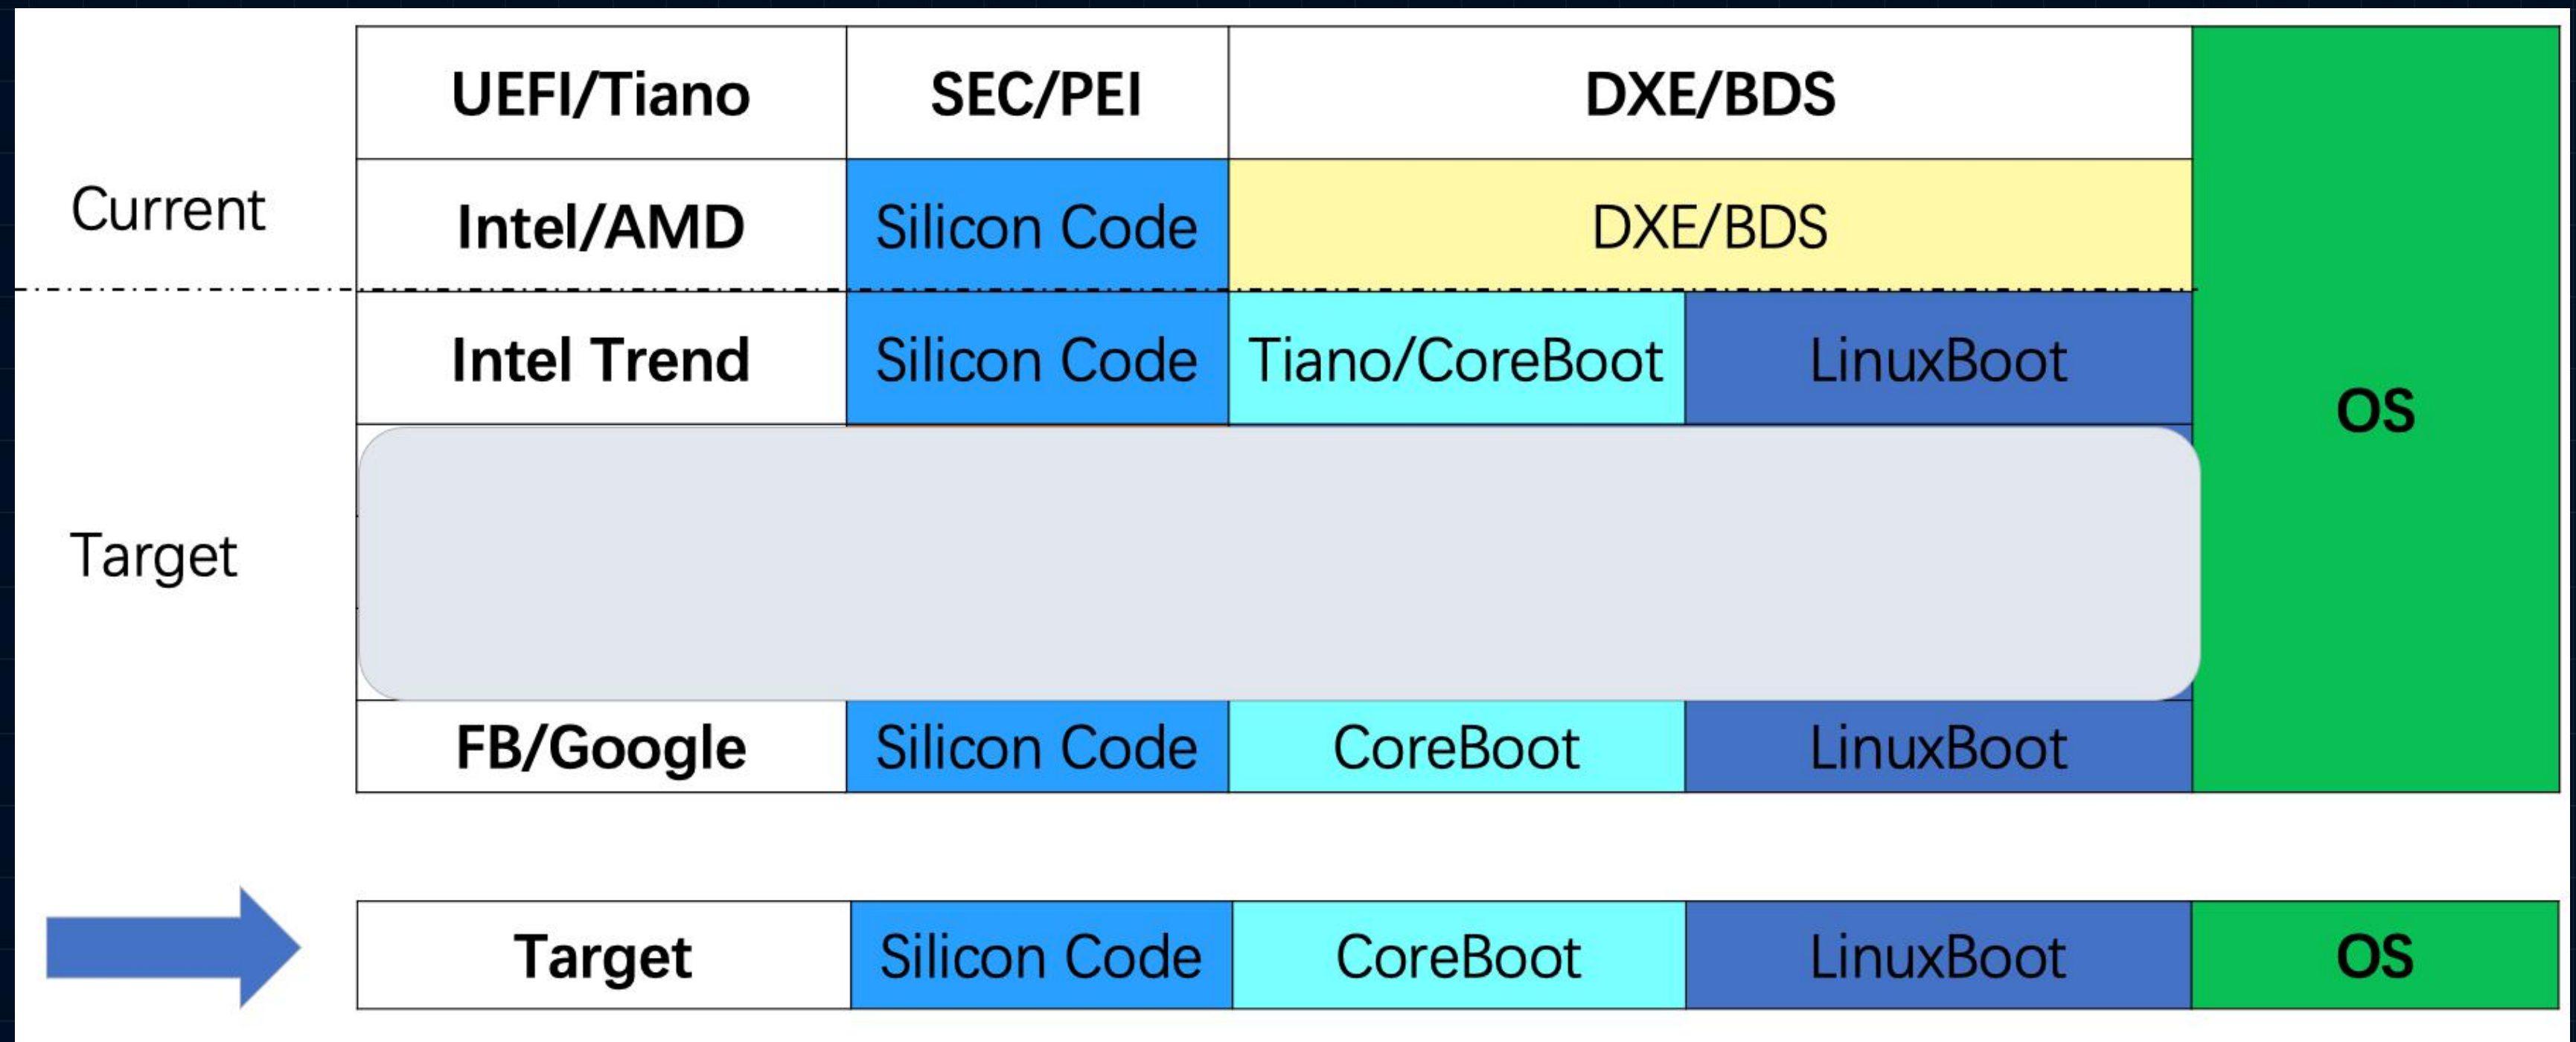 UEFI/Tiano SEC/PEI DXE/BDS
Current Intel/AMD Silicon Code DXE/BDS
Intel Trend Silicon Code Tiano/CoreBoot LinuxBoot
OS
Target
FB/Google Silicon Code CoreBoot LinuxBoot
Target Silicon Code CoreBoot LinuxBoot OS